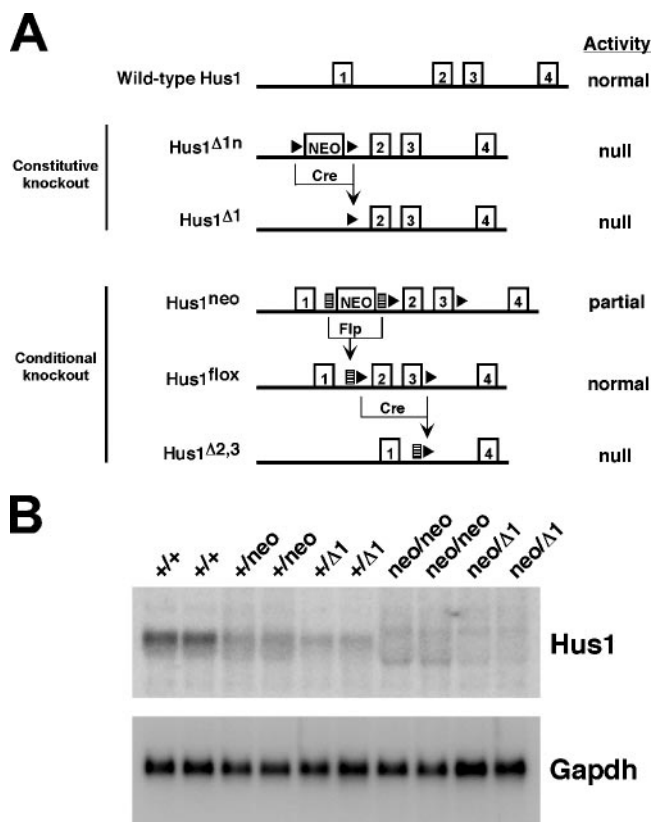 A
Activity
Wild-type Hus1 1 2 3 4 normal
Constitutive knockout
Hus1Δ1n NEO 2 3 4 null
Cre
Hus1Δ1 2 3 4 null
Conditional knockout
Hus1neo 1 NEO 2 3 4 partial
Flp
Hus1flox 1 2 3 4 normal
Cre
Hus1Δ2,3 1 4 null
B
+/+ +/+ +/neo +/neo +/Δ1 +/Δ1 neo/neo neo/neo neo/Δ1 neo/Δ1
Hus1
Gapdh